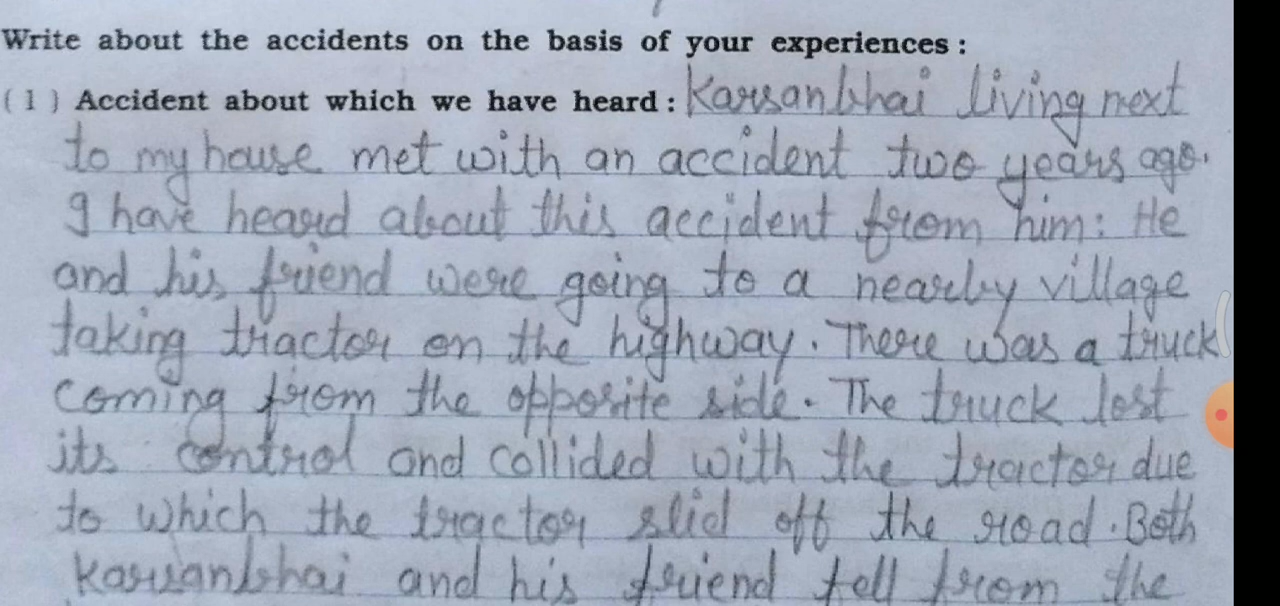 Write about the accidents on the basis of your experiences :
( 1 ) Accident about which we have heard : Karsanbhai living next
to my house met with an accident two years ago.
I have heard about this accident from him: He
and his friend were going to a nearby village
taking tractor on the highway. There was a truck
coming from the opposite side. The truck lost
its control and collided with the tractor due
to which the tractor slid off the road. Both
Karsanbhai and his friend fell from the